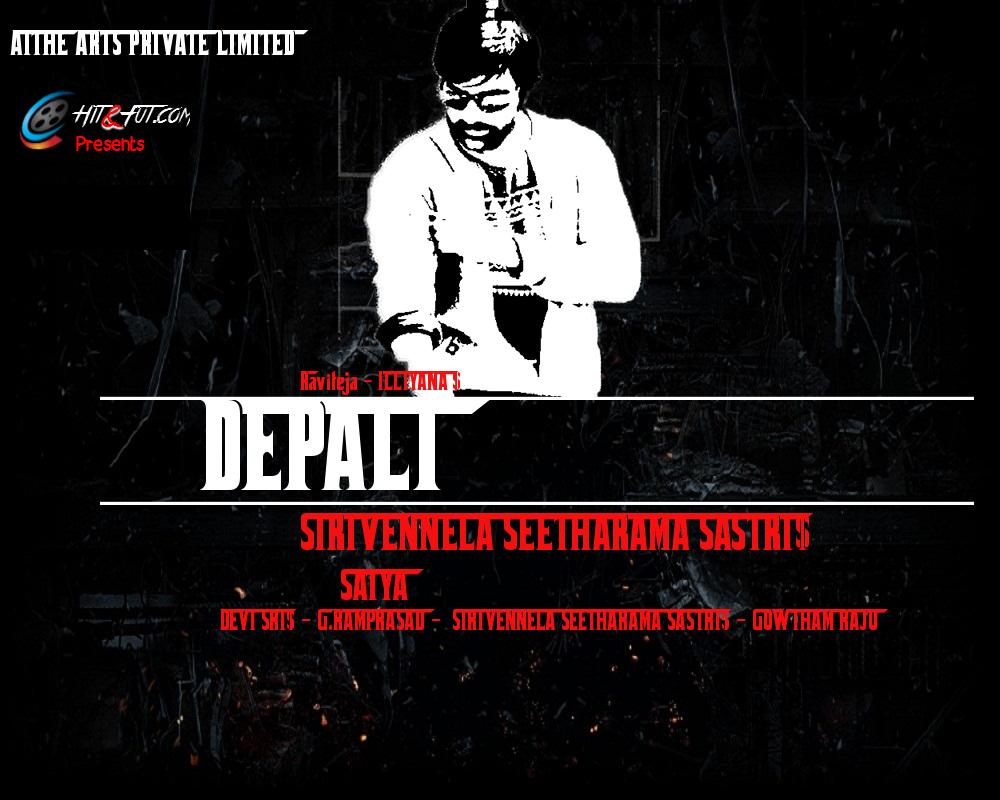 ATTHE ARTS PRIVATE LIMITED
HIT&FUT.COM
Presents
Raviteja - ILLEYANA $
DEPALT
SIRIVENNELA SEETHARAMA SASTRI$
SATYA
DEVI SRI$ - G.RAMPRASAD - SIRIVENNELA SEETHARAMA SASTRI$ - GOWTHAM RAJU